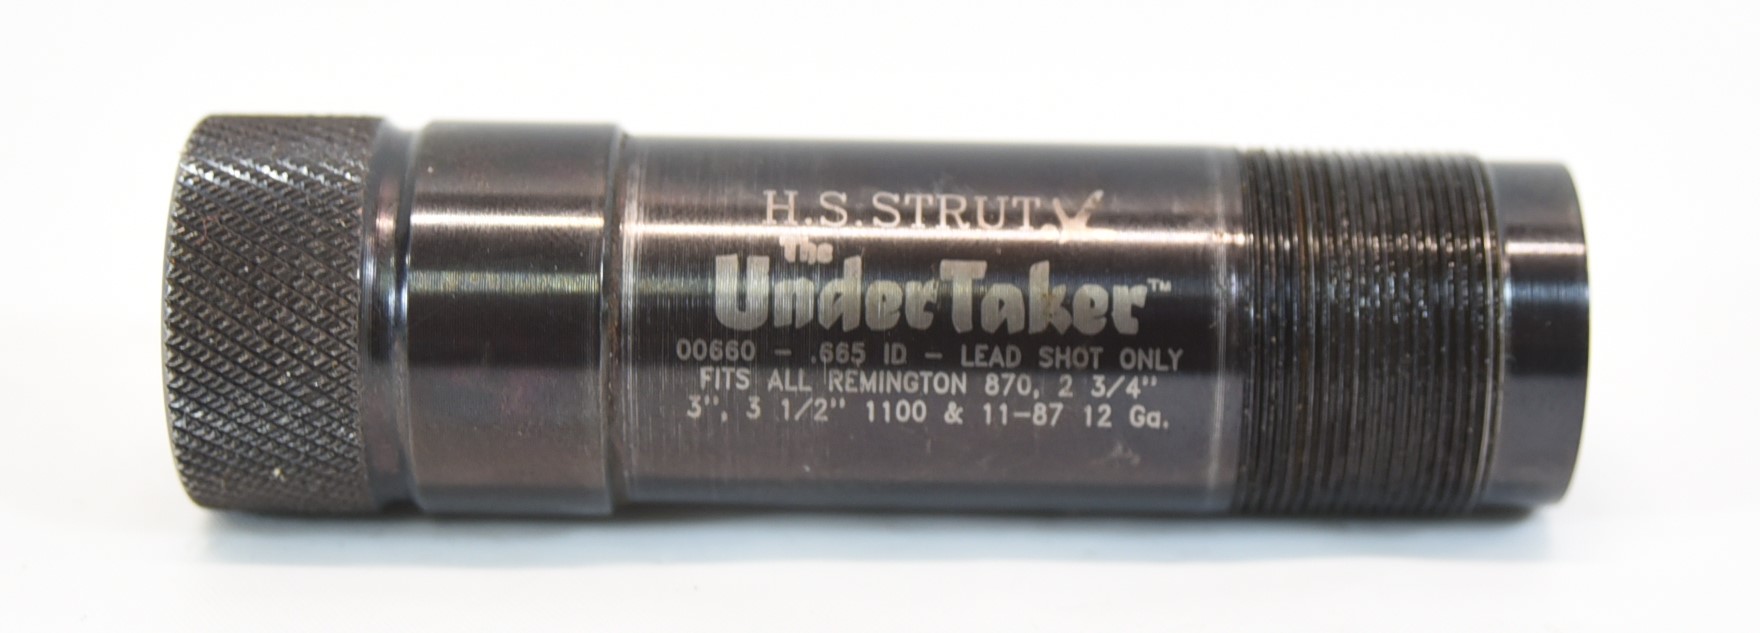 H.S. STRUT
The
UnderTaker™
00660 - .665 ID - LEAD SHOT ONLY
FITS ALL REMINGTON 870, 2 3/4"
3", 3 1/2" 1100 & 11-87 12 Ga.